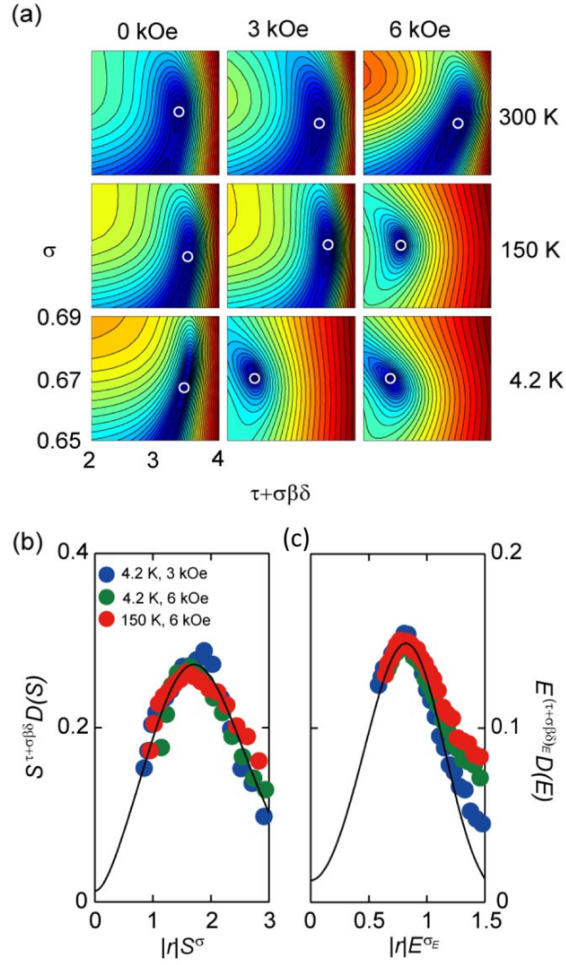 (a)
0 kOe 3 kOe 6 kOe
300 K
150 K
4.2 K
σ
0.69
0.67
0.65
2 3 4
τ+σβδ
(b)
(c)
0.4
0.2
0
4.2 K, 3 kOe
4.2 K, 6 kOe
150 K, 6 kOe
S^{τ+σβδ}D(S)
0 1 2 3
|r|S^σ
0.2
0.1
0
E^{(τ+σβδ)_E}D(E)
0 0.5 1 1.5
|r|E^{σ_E}